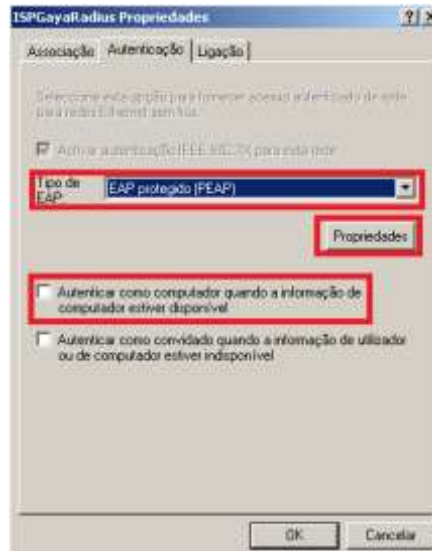 ISPGayaRadius Propriedades
Associação Autenticação Ligação
Seleccione esta opção para fornecer acesso autenticado de rede
para redes Ethernet sem fios.
Activar autenticação IEEE 802.1X para esta rede
Tipo de
EAP:
EAP protegido (PEAP)
Propriedades
Autenticar como computador quando a informação de
computador estiver disponível
Autenticar como convidado quando a informação de utilizador
ou de computador estiver indisponível
OK Cancelar